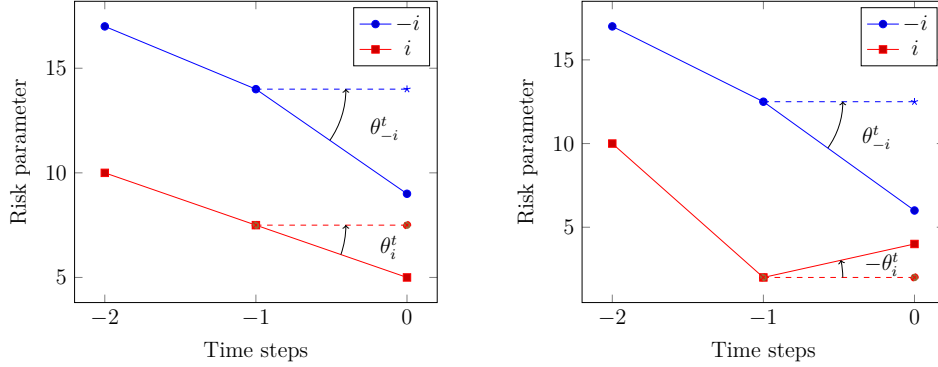 −i
i
15
10
5
Risk parameter
θ^t_{−i}
θ^t_i
−2
−1
0
Time steps
−i
i
15
10
5
Risk parameter
θ^t_{−i}
−θ^t_i
−2
−1
0
Time steps